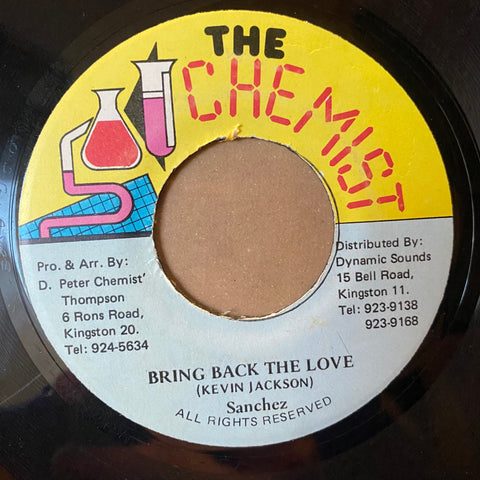 THE
CHEMIST
Pro. & Arr. By:
D. Peter Chemist'
Thompson
6 Rons Road,
Kingston 20.
Tel: 924-5634
Distributed By:
Dynamic Sounds
15 Bell Road,
Kingston 11.
Tel: 923-9138
923-9168
BRING BACK THE LOVE
(KEVIN JACKSON)
Sanchez
ALL RIGHTS RESERVED